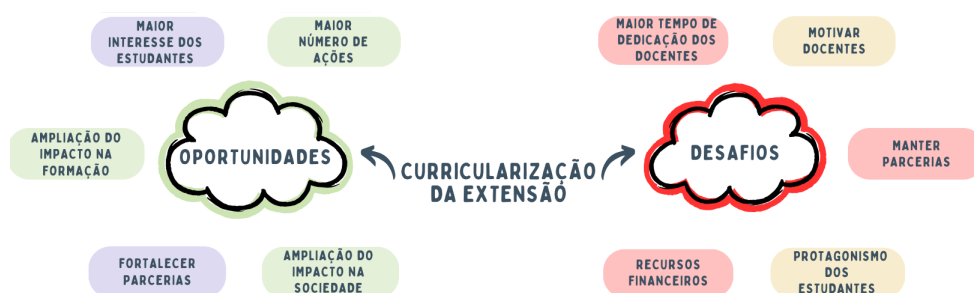 MAIOR
INTERESSE DOS
ESTUDANTES
MAIOR
NÚMERO DE
AÇÕES
AMPLIAÇÃO DO
IMPACTO NA
FORMAÇÃO
OPORTUNIDADES
FORTALECER
PARCERIAS
AMPLIAÇÃO DO
IMPACTO NA
SOCIEDADE
CURRICULARIZAÇÃO
DA EXTENSÃO
MAIOR TEMPO DE
DEDICAÇÃO DOS
DOCENTES
MOTIVAR
DOCENTES
DESAFIOS
MANTER
PARCERIAS
RECURSOS
FINANCEIROS
PROTAGONISMO
DOS
ESTUDANTES